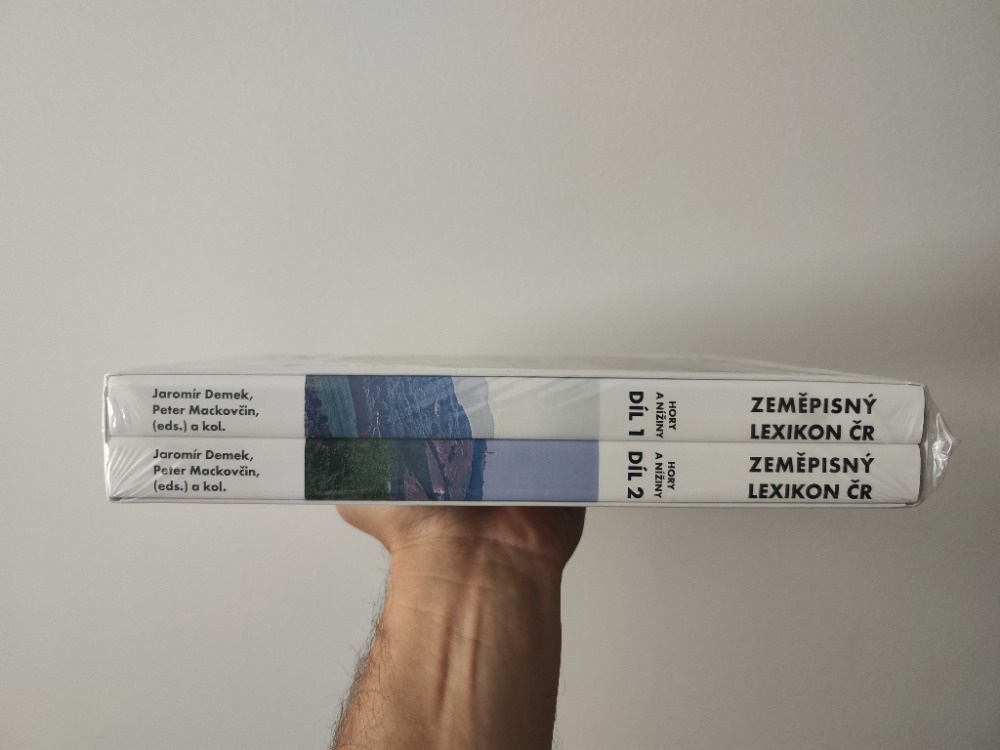 Jaromír Demek,
Peter Mackovčin,
(eds.) a kol.
HORY
A NÍŽINY
DÍL 1
ZEMĚPISNÝ
LEXIKON ČR
Jaromír Demek,
Peter Mackovčin,
(eds.) a kol.
HORY
A NÍŽINY
DÍL 2
ZEMĚPISNÝ
LEXIKON ČR